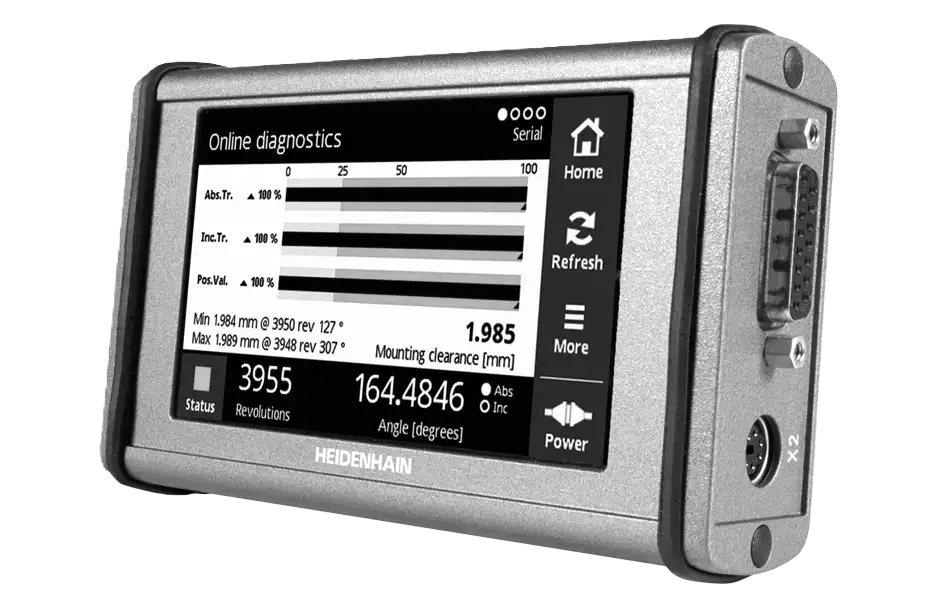 Online diagnostics
Serial
0 25 50 100
Abs.Tr. ▲ 100 %
Inc.Tr. ▲ 100 %
Pos.Val. ▲ 100 %
Min 1.984 mm @ 3950 rev 127 °
Max 1.989 mm @ 3948 rev 307 °
1.985
Mounting clearance [mm]
Status
3955
Revolutions
164.4846
Angle [degrees]
Abs
Inc
Home
Refresh
More
Power
HEIDENHAIN
X2